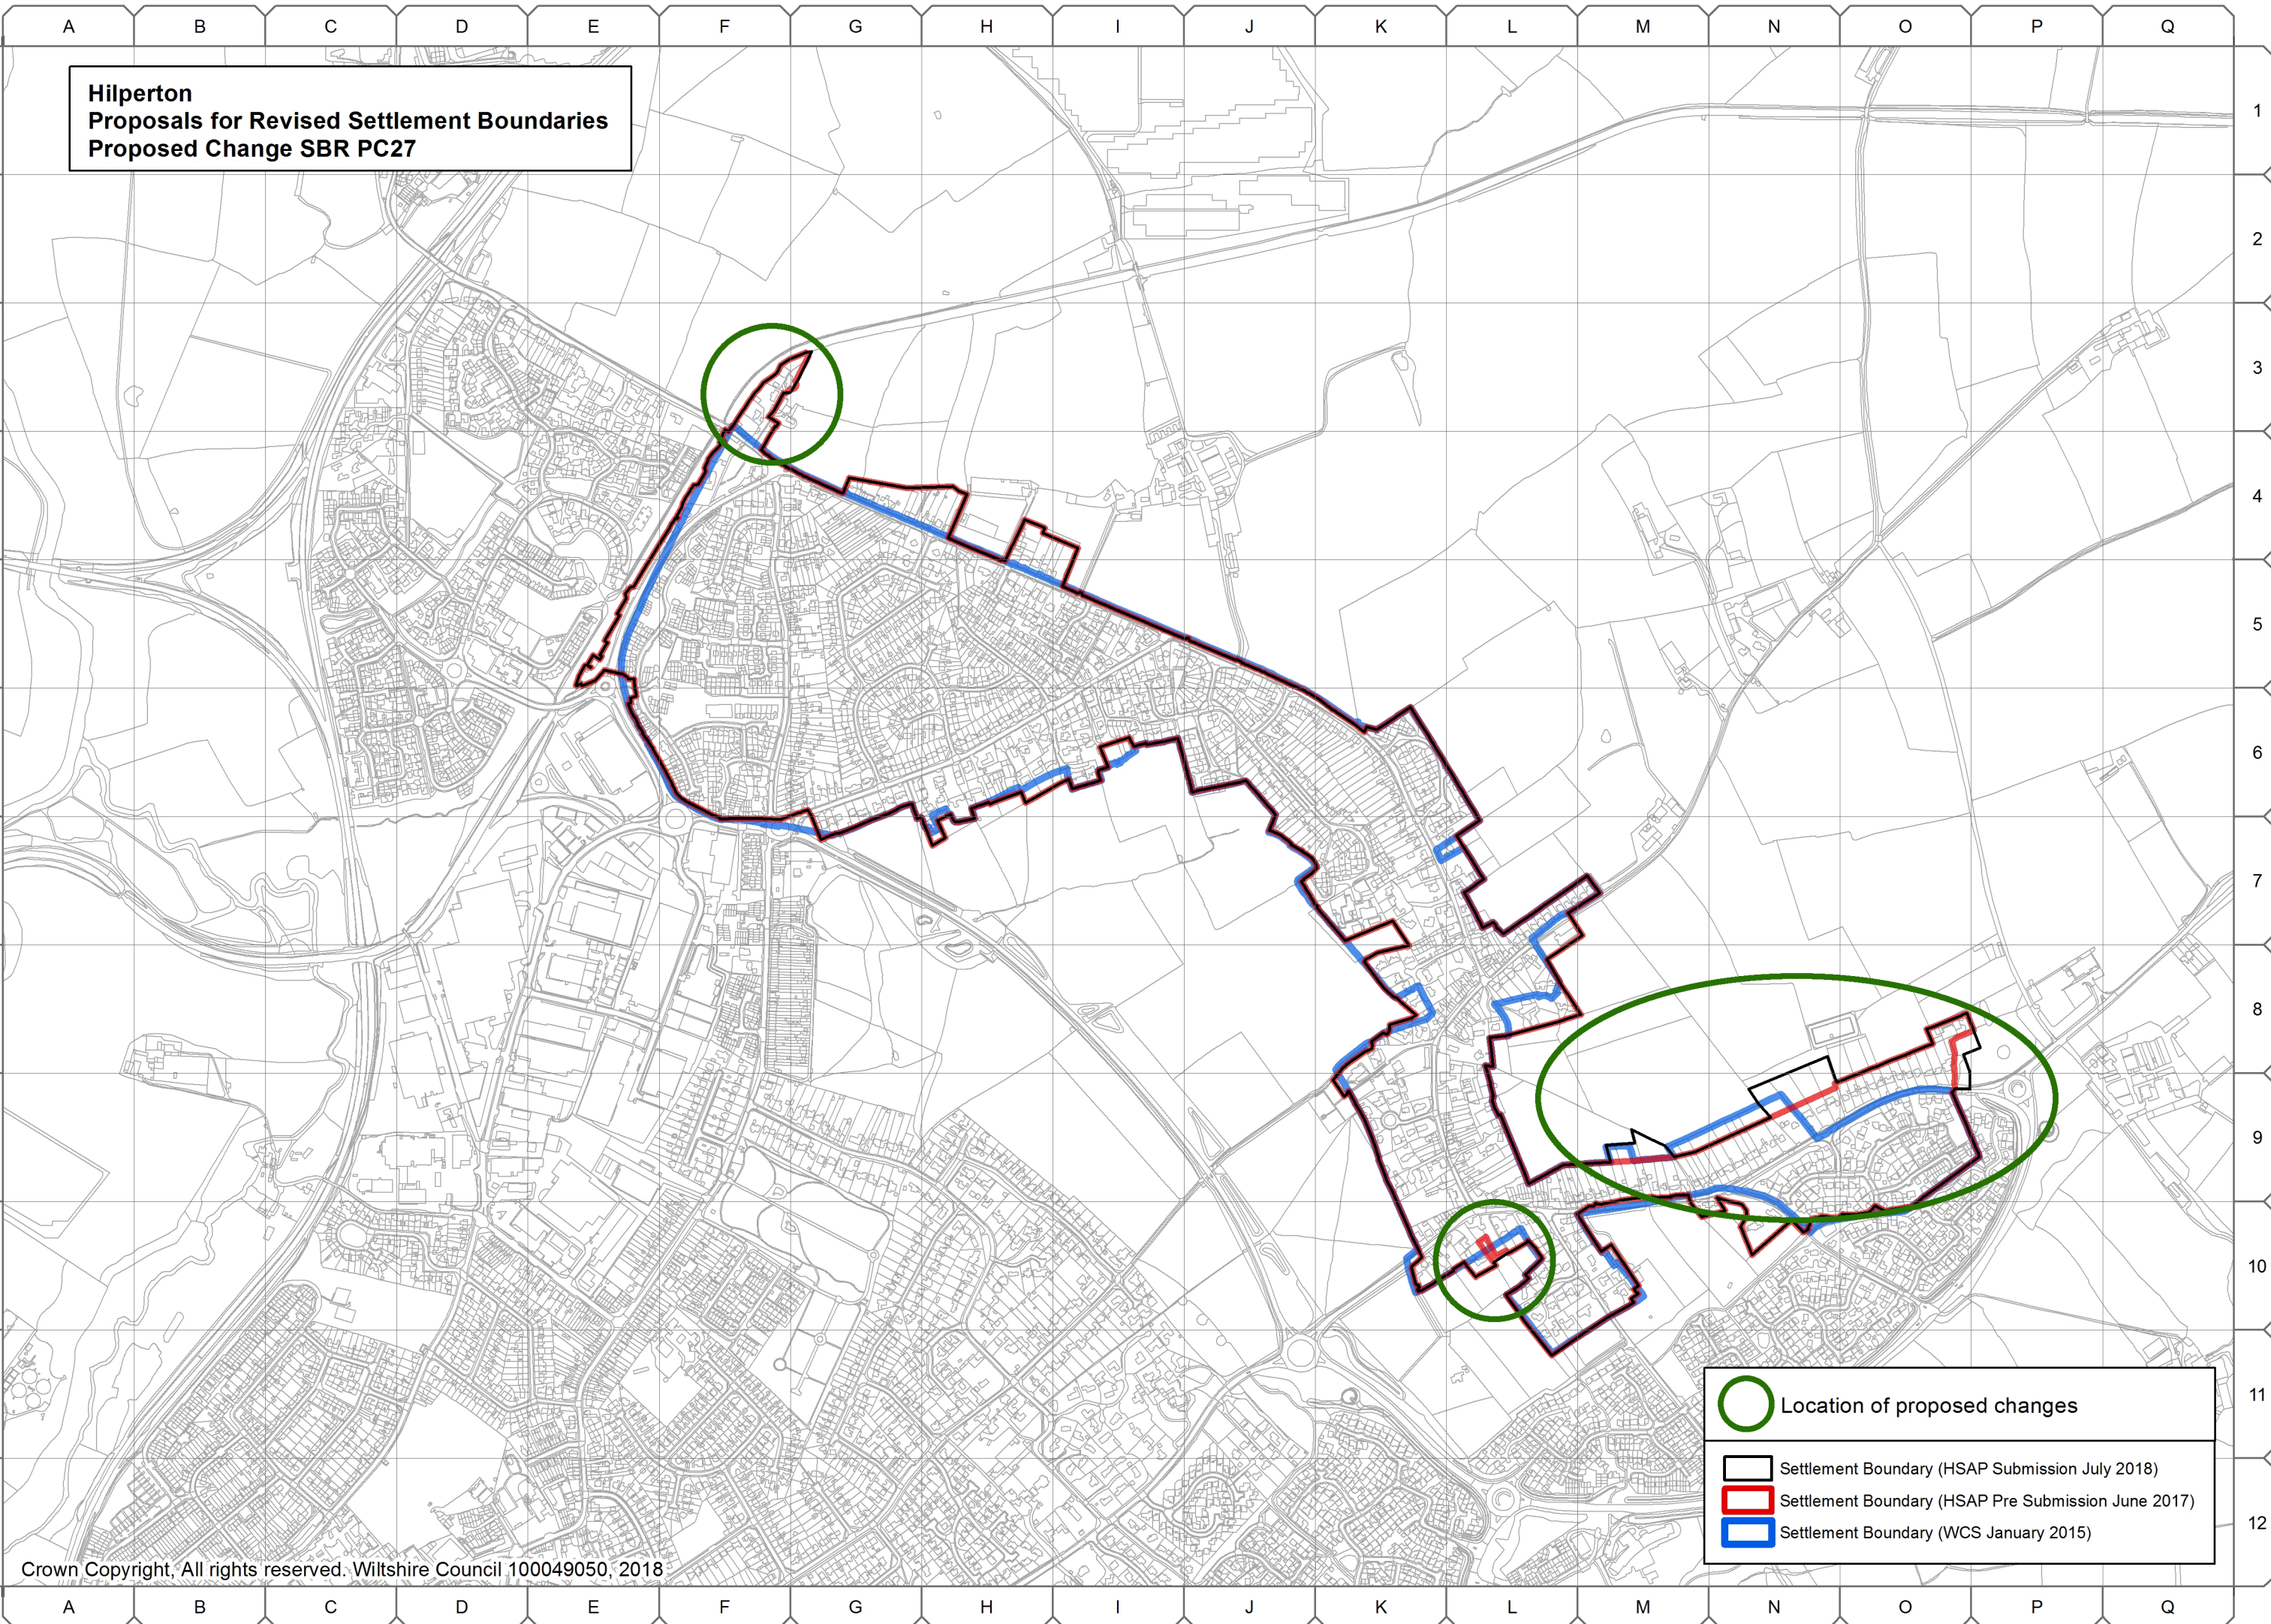 A B C D E F G H I J K L M N O P Q
Hilperton
Proposals for Revised Settlement Boundaries
Proposed Change SBR PC27
1
2
3
4
5
6
7
8
9
10
11
12
Location of proposed changes
Settlement Boundary (HSAP Submission July 2018)
Settlement Boundary (HSAP Pre Submission June 2017)
Settlement Boundary (WCS January 2015)
Crown Copyright, All rights reserved. Wiltshire Council 100049050, 2018
A B C D E F G H I J K L M N O P Q